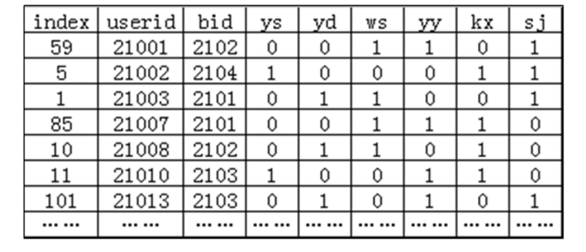 index userid bid ys yd ws yy kx sj
59 21001 2102 0 0 1 1 0 1
5 21002 2104 1 0 0 0 1 1
1 21003 2101 0 1 1 0 0 1
85 21007 2101 0 0 1 1 1 0
10 21008 2102 0 1 1 0 1 0
11 21010 2103 1 0 0 1 1 0
101 21013 2103 0 1 0 1 0 1
…… …… …… …… …… …… …… …… ……